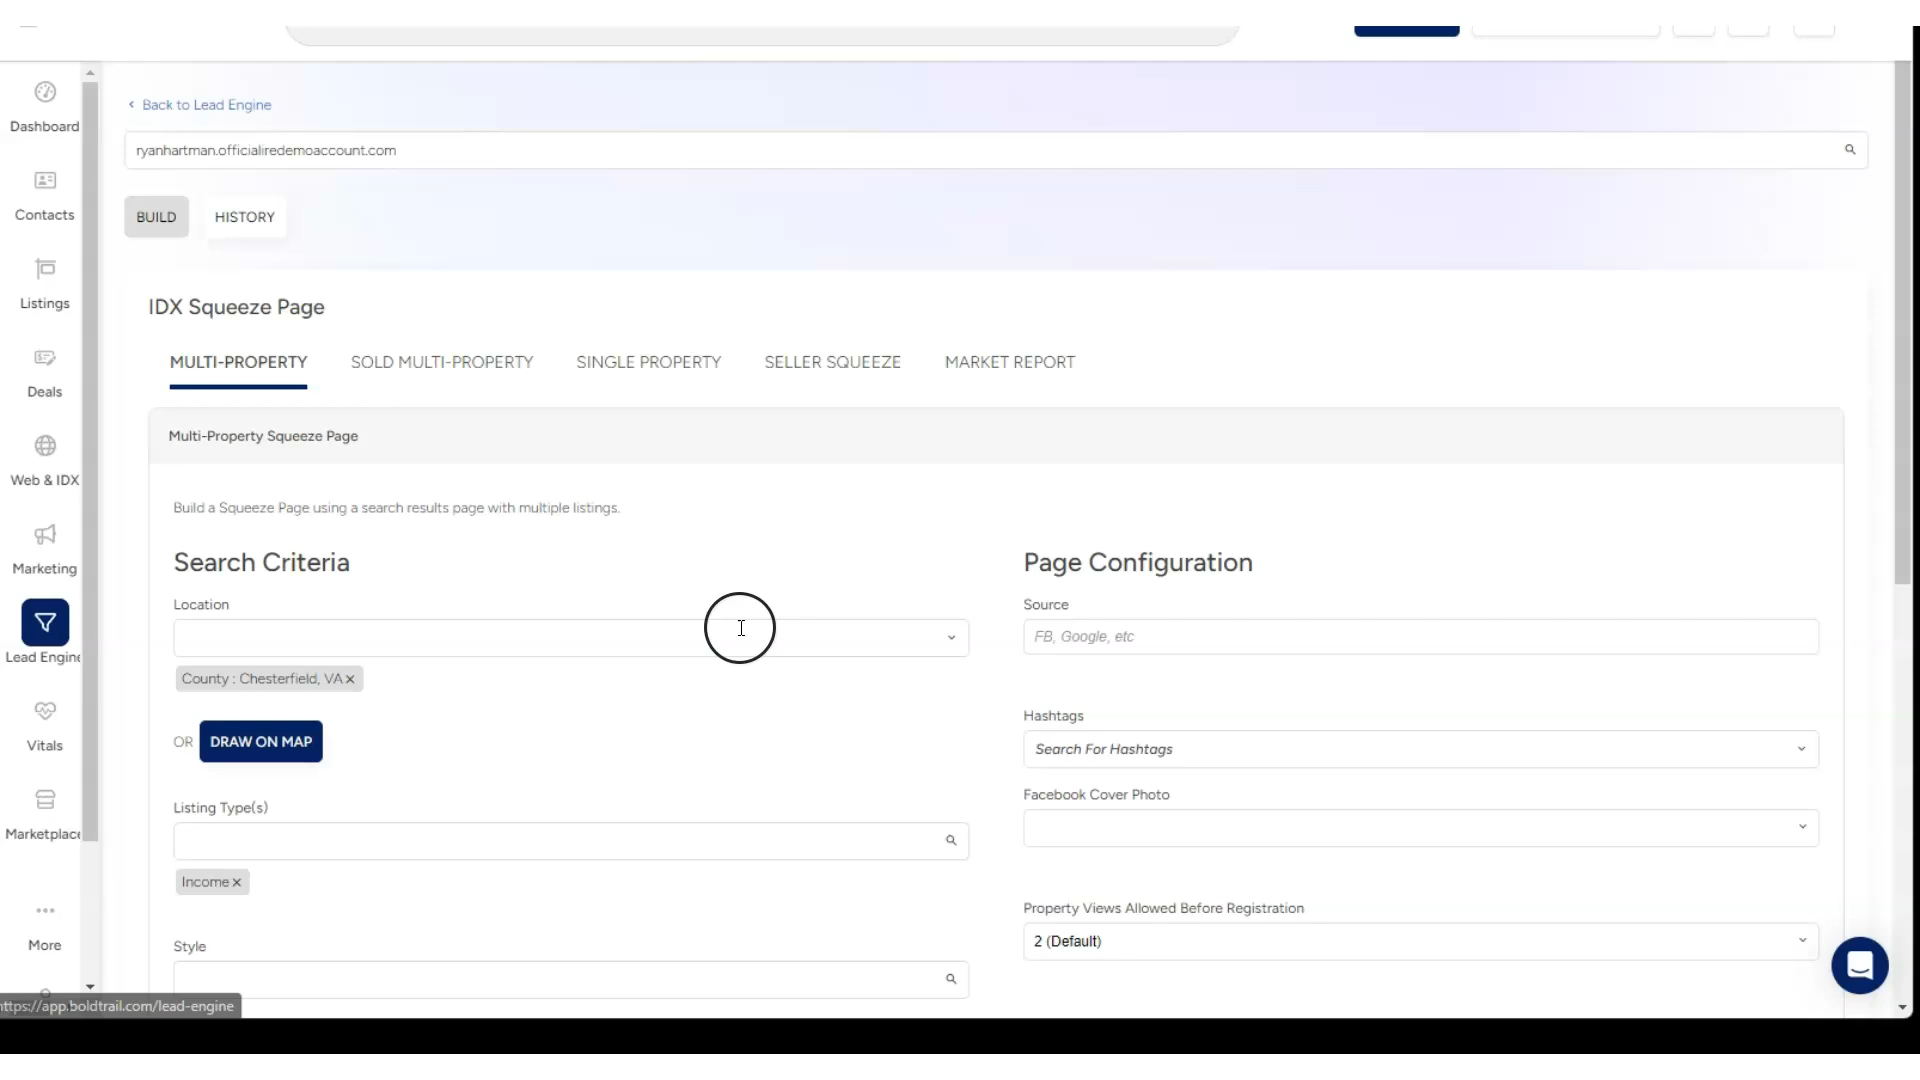 Back to Lead Engine
ryanhartman.officialiredemoaccount.com
BUILD HISTORY
Dashboard
Contacts
Listings
Deals
Web & IDX
Marketing
Lead Engine
Vitals
Marketplace
More
IDX Squeeze Page
MULTI-PROPERTY SOLD MULTI-PROPERTY SINGLE PROPERTY SELLER SQUEEZE MARKET REPORT
Multi-Property Squeeze Page
Build a Squeeze Page using a search results page with multiple listings.
Search Criteria
Location
County : Chesterfield, VA
OR DRAW ON MAP
Listing Type(s)
Income
Style
Page Configuration
Source
FB, Google, etc
Hashtags
Search For Hashtags
Facebook Cover Photo
Property Views Allowed Before Registration
2 (Default)
ttps://app.boldtrail.com/lead-engine